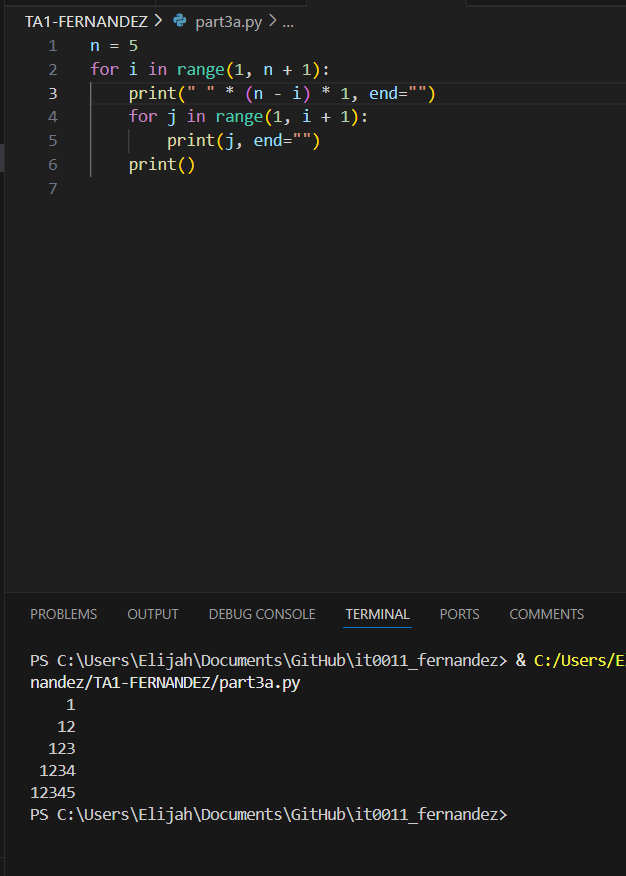 TA1-FERNANDEZ > part3a.py > ...
1 n = 5
2 for i in range(1, n + 1):
3     print(" " * (n - i) * 1, end="")
4     for j in range(1, i + 1):
5         print(j, end="")
6     print()
7
PROBLEMS OUTPUT DEBUG CONSOLE TERMINAL PORTS COMMENTS
PS C:\Users\Elijah\Documents\GitHub\it0011_fernandez> & C:/Users/E
nandez/TA1-FERNANDEZ/part3a.py
    1
   12
  123
 1234
12345
PS C:\Users\Elijah\Documents\GitHub\it0011_fernandez>